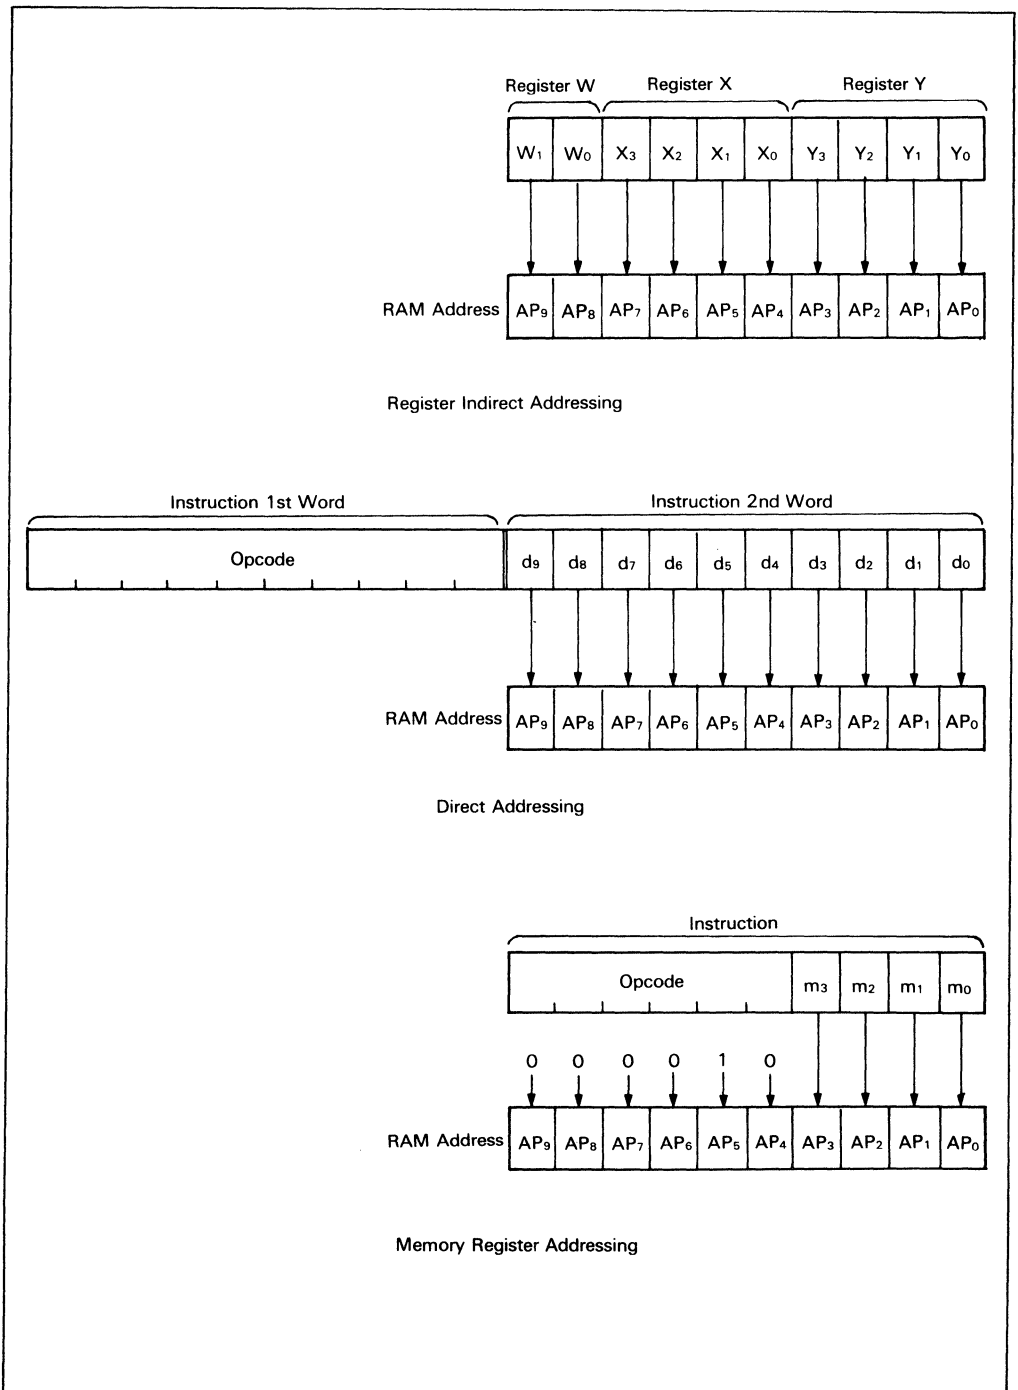 Register W Register X Register Y
W₁ W₀ X₃ X₂ X₁ X₀ Y₃ Y₂ Y₁ Y₀
RAM Address AP₉ AP₈ AP₇ AP₆ AP₅ AP₄ AP₃ AP₂ AP₁ AP₀
Register Indirect Addressing
Instruction 1st Word Instruction 2nd Word
Opcode d₉ d₈ d₇ d₆ d₅ d₄ d₃ d₂ d₁ d₀
RAM Address AP₉ AP₈ AP₇ AP₆ AP₅ AP₄ AP₃ AP₂ AP₁ AP₀
Direct Addressing
Instruction
Opcode m₃ m₂ m₁ m₀
0 0 0 0 1 0
RAM Address AP₉ AP₈ AP₇ AP₆ AP₅ AP₄ AP₃ AP₂ AP₁ AP₀
Memory Register Addressing